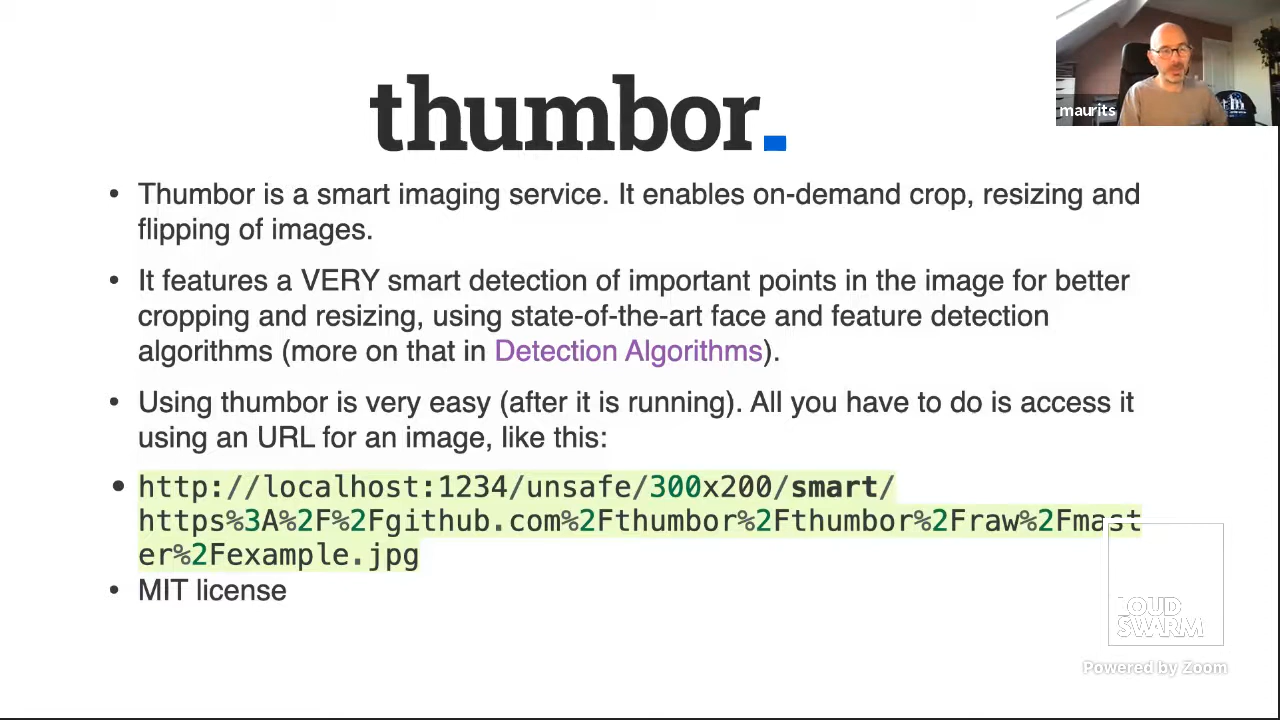 thumbor.
maurits
• Thumbor is a smart imaging service. It enables on-demand crop, resizing and
flipping of images.
• It features a VERY smart detection of important points in the image for better
cropping and resizing, using state-of-the-art face and feature detection
algorithms (more on that in Detection Algorithms).
• Using thumbor is very easy (after it is running). All you have to do is access it
using an URL for an image, like this:
• http://localhost:1234/unsafe/300x200/smart/
https%3A%2F%2Fgithub.com%2Fthumbor%2Fthumbor%2Fraw%2Fmast
er%2Fexample.jpg
• MIT license
LOUD
SWARM
Powered by Zoom